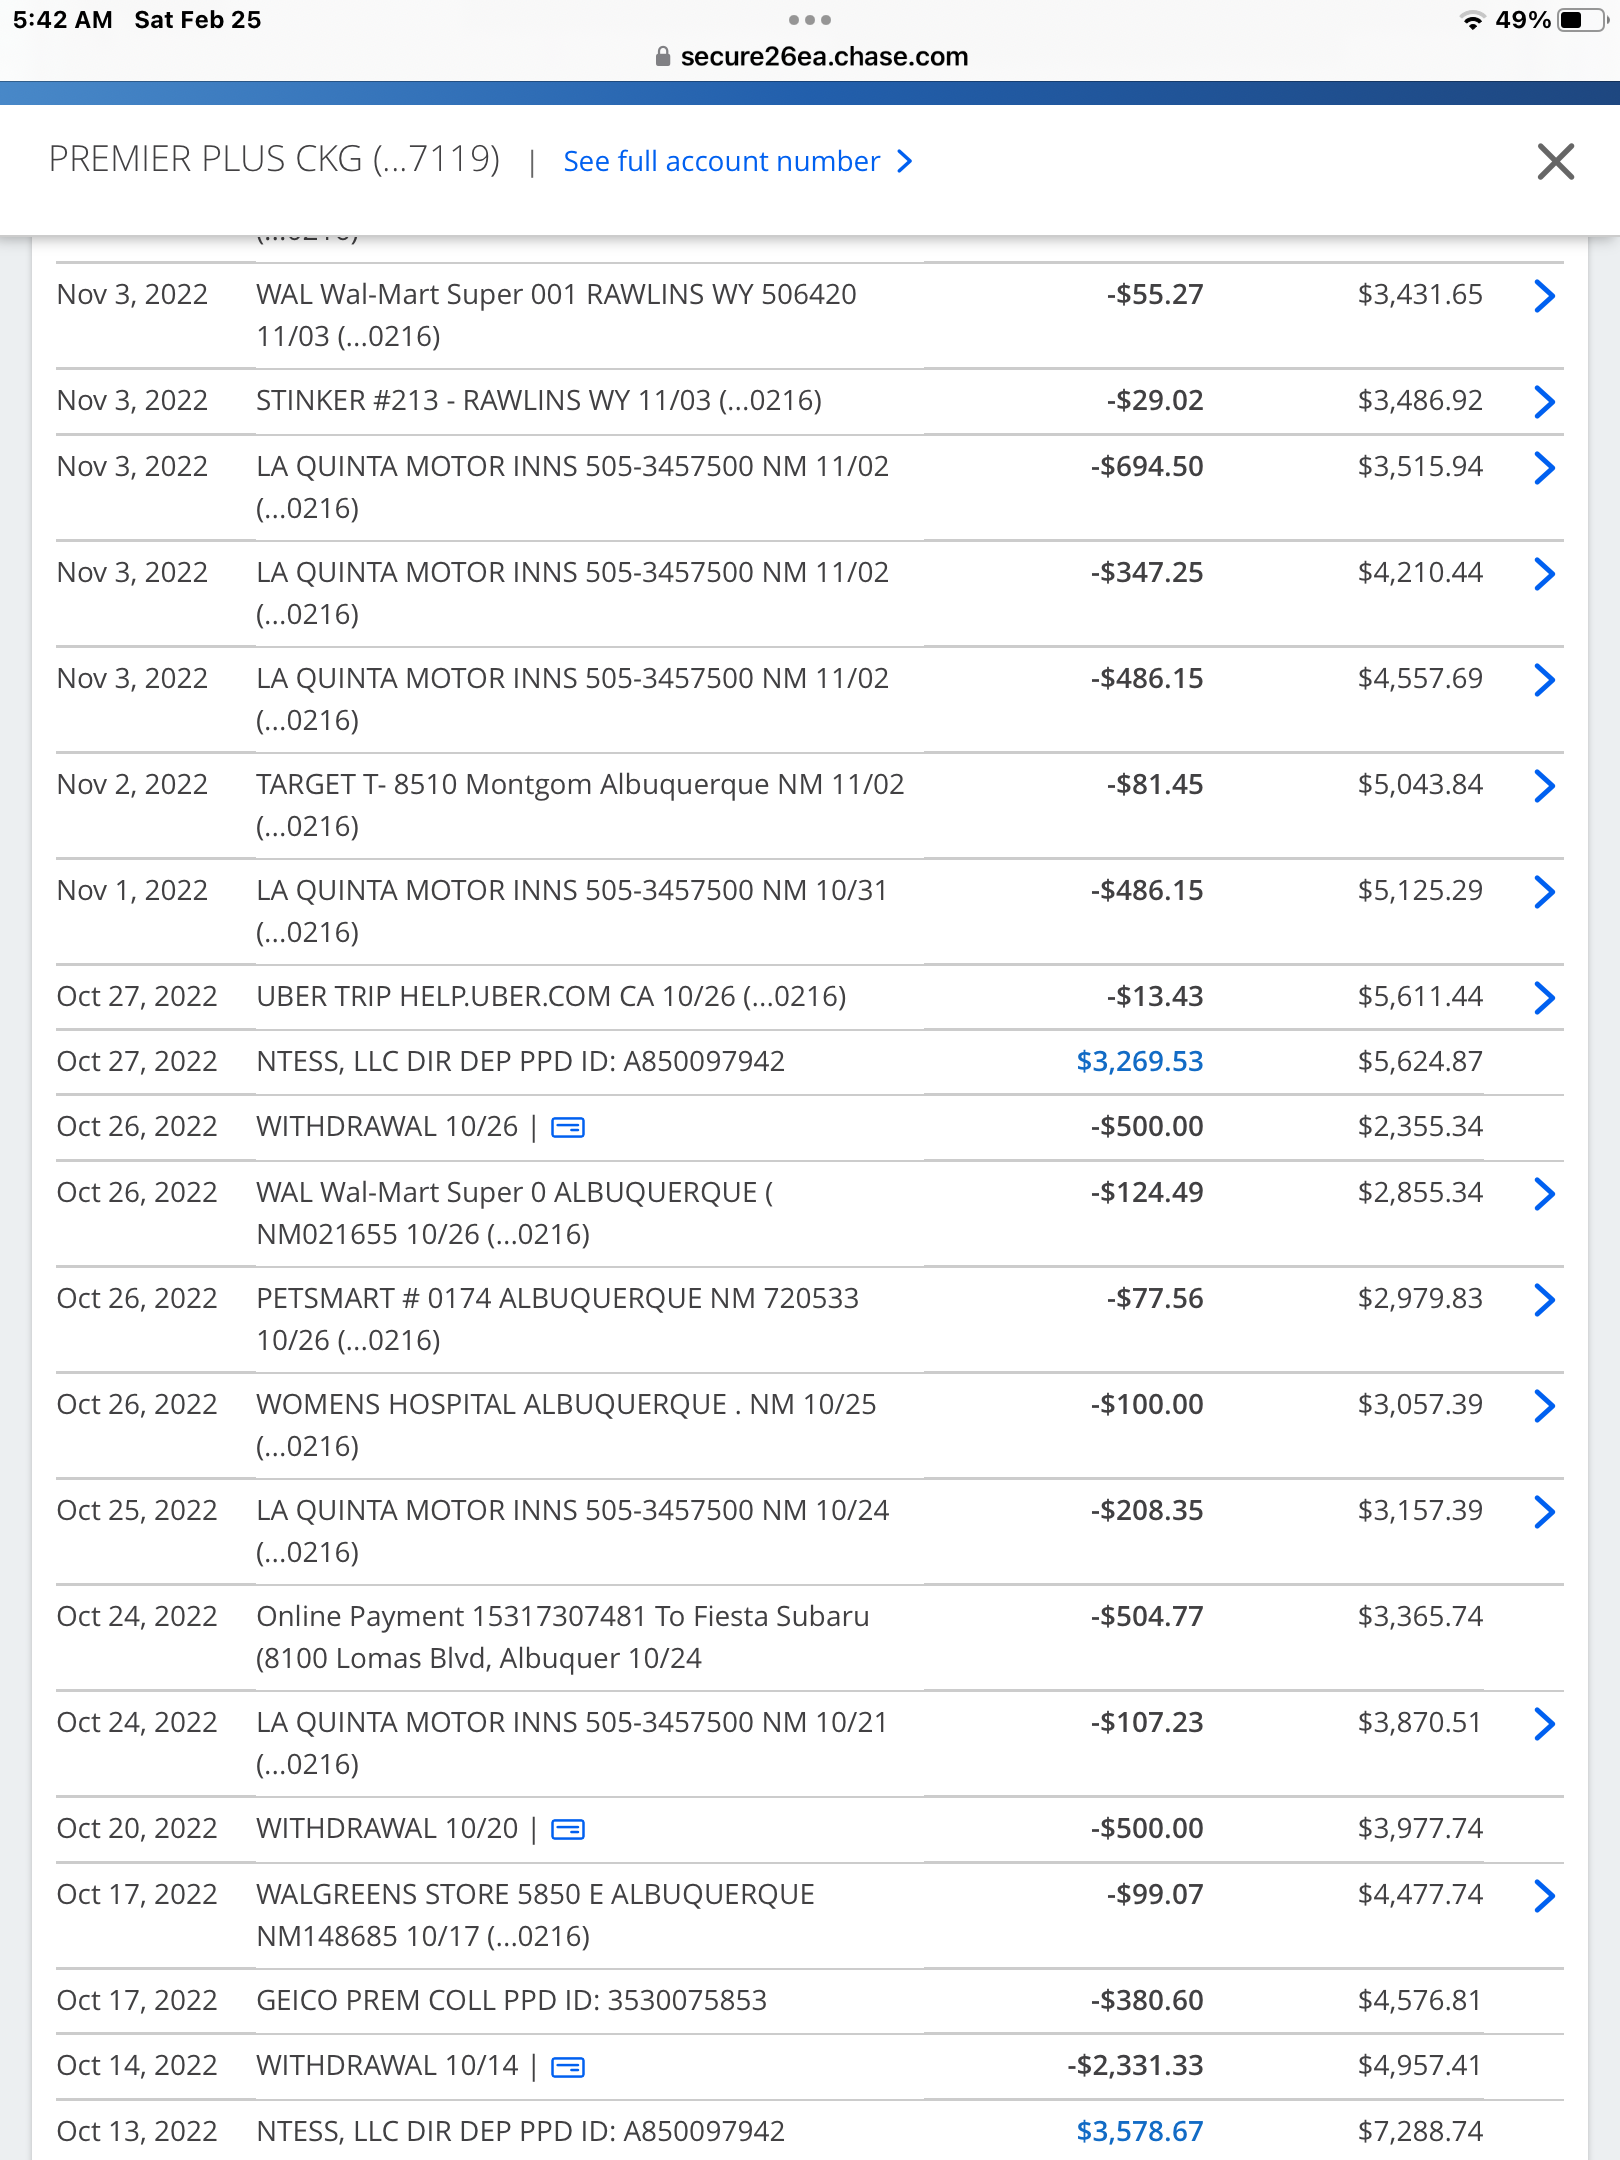 5:42 AM Sat Feb 25
49%
secure26ea.chase.com
PREMIER PLUS CKG (...7119) | See full account number
Nov 3, 2022 WAL Wal-Mart Super 001 RAWLINS WY 506420 -$55.27 $3,431.65
11/03 (...0216)
Nov 3, 2022 STINKER #213 - RAWLINS WY 11/03 (...0216) -$29.02 $3,486.92
Nov 3, 2022 LA QUINTA MOTOR INNS 505-3457500 NM 11/02 -$694.50 $3,515.94
(...0216)
Nov 3, 2022 LA QUINTA MOTOR INNS 505-3457500 NM 11/02 -$347.25 $4,210.44
(...0216)
Nov 3, 2022 LA QUINTA MOTOR INNS 505-3457500 NM 11/02 -$486.15 $4,557.69
(...0216)
Nov 2, 2022 TARGET T- 8510 Montgom Albuquerque NM 11/02 -$81.45 $5,043.84
(...0216)
Nov 1, 2022 LA QUINTA MOTOR INNS 505-3457500 NM 10/31 -$486.15 $5,125.29
(...0216)
Oct 27, 2022 UBER TRIP HELP.UBER.COM CA 10/26 (...0216) -$13.43 $5,611.44
Oct 27, 2022 NTESS, LLC DIR DEP PPD ID: A850097942 $3,269.53 $5,624.87
Oct 26, 2022 WITHDRAWAL 10/26 | -$500.00 $2,355.34
Oct 26, 2022 WAL Wal-Mart Super 0 ALBUQUERQUE ( -$124.49 $2,855.34
NM021655 10/26 (...0216)
Oct 26, 2022 PETSMART # 0174 ALBUQUERQUE NM 720533 -$77.56 $2,979.83
10/26 (...0216)
Oct 26, 2022 WOMENS HOSPITAL ALBUQUERQUE . NM 10/25 -$100.00 $3,057.39
(...0216)
Oct 25, 2022 LA QUINTA MOTOR INNS 505-3457500 NM 10/24 -$208.35 $3,157.39
(...0216)
Oct 24, 2022 Online Payment 15317307481 To Fiesta Subaru -$504.77 $3,365.74
(8100 Lomas Blvd, Albuquer 10/24
Oct 24, 2022 LA QUINTA MOTOR INNS 505-3457500 NM 10/21 -$107.23 $3,870.51
(...0216)
Oct 20, 2022 WITHDRAWAL 10/20 | -$500.00 $3,977.74
Oct 17, 2022 WALGREENS STORE 5850 E ALBUQUERQUE -$99.07 $4,477.74
NM148685 10/17 (...0216)
Oct 17, 2022 GEICO PREM COLL PPD ID: 3530075853 -$380.60 $4,576.81
Oct 14, 2022 WITHDRAWAL 10/14 | -$2,331.33 $4,957.41
Oct 13, 2022 NTESS, LLC DIR DEP PPD ID: A850097942 $3,578.67 $7,288.74